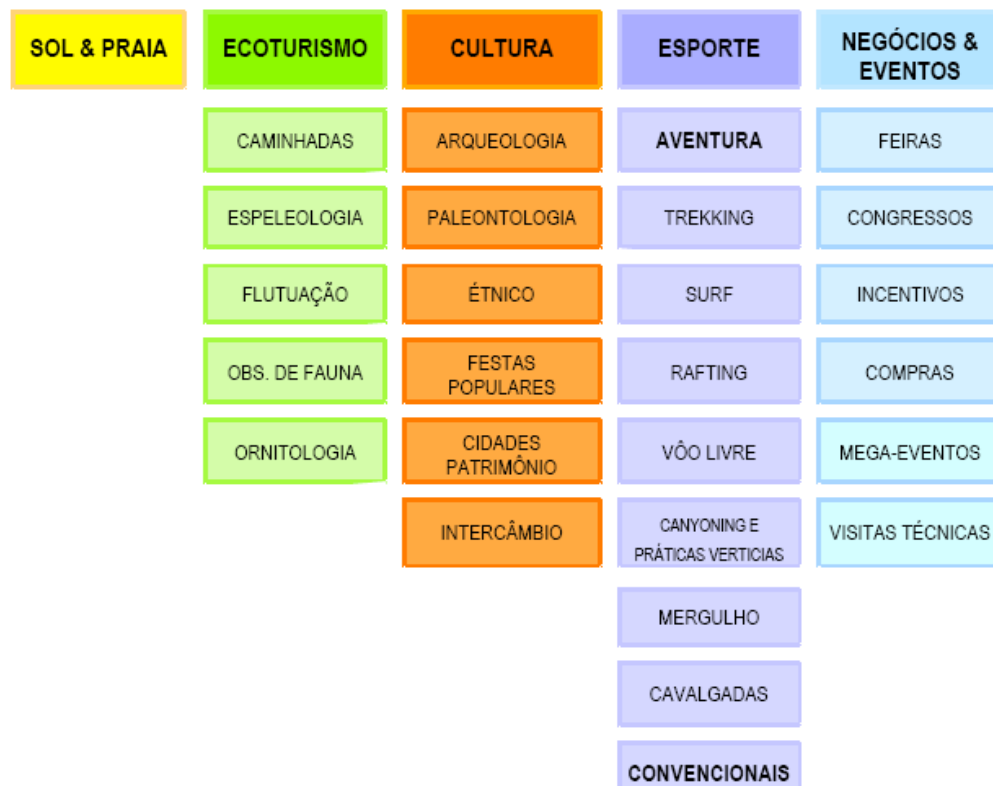 SOL & PRAIA
ECOTURISMO
CAMINHADAS
ESPELEOLOGIA
FLUTUAÇÃO
OBS. DE FAUNA
ORNITOLOGIA
CULTURA
ARQUEOLOGIA
PALEONTOLOGIA
ÉTNICO
FESTAS
POPULARES
CIDADES
PATRIMÔNIO
INTERCÂMBIO
ESPORTE
AVENTURA
TREKKING
SURF
RAFTING
VÔO LIVRE
CANYONING E
PRÁTICAS VERTICIAS
MERGULHO
CAVALGADAS
CONVENCIONAIS
NEGÓCIOS &
EVENTOS
FEIRAS
CONGRESSOS
INCENTIVOS
COMPRAS
MEGA-EVENTOS
VISITAS TÉCNICAS